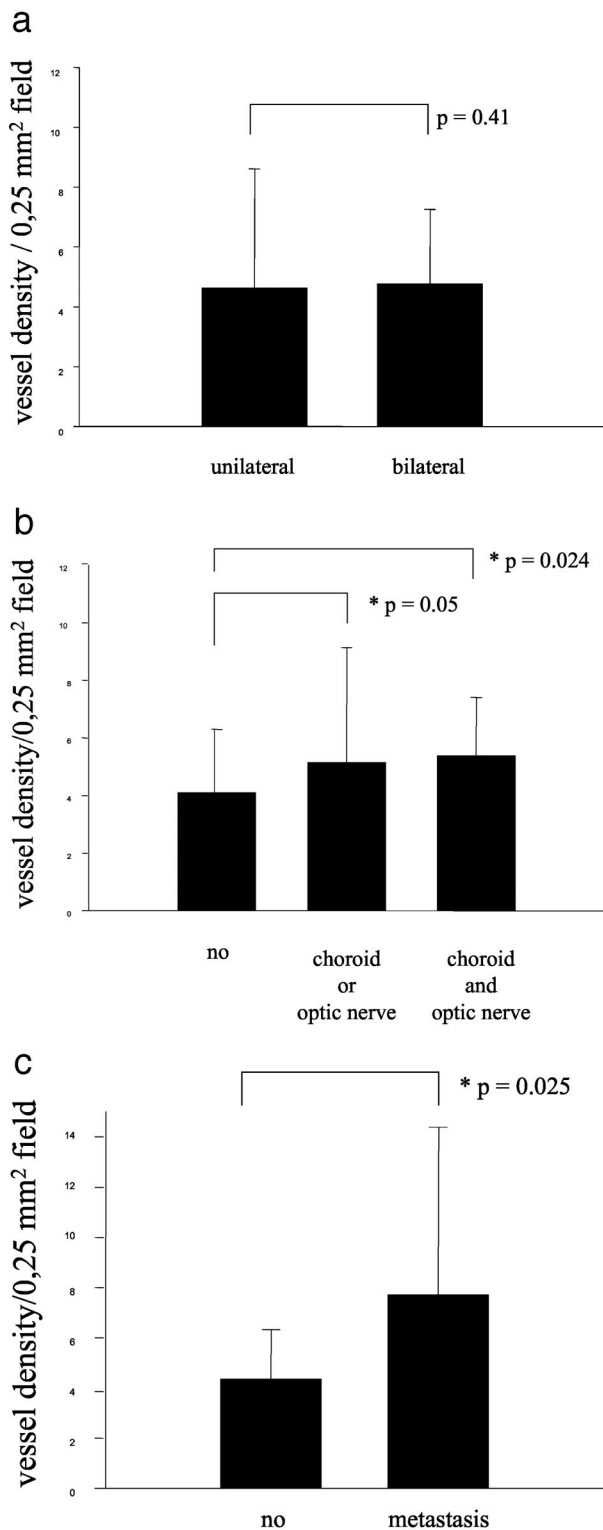 a
vessel density / 0,25 mm² field
12
10
8
6
4
2
0
p = 0.41
unilateral bilateral
b
vessel density/0,25 mm² field
12
10
8
6
4
2
0
* p = 0.024
* p = 0.05
no
choroid
or
optic nerve
choroid
and
optic nerve
c
vessel density/0,25 mm² field
14
12
10
8
6
4
2
0
* p = 0.025
no metastasis